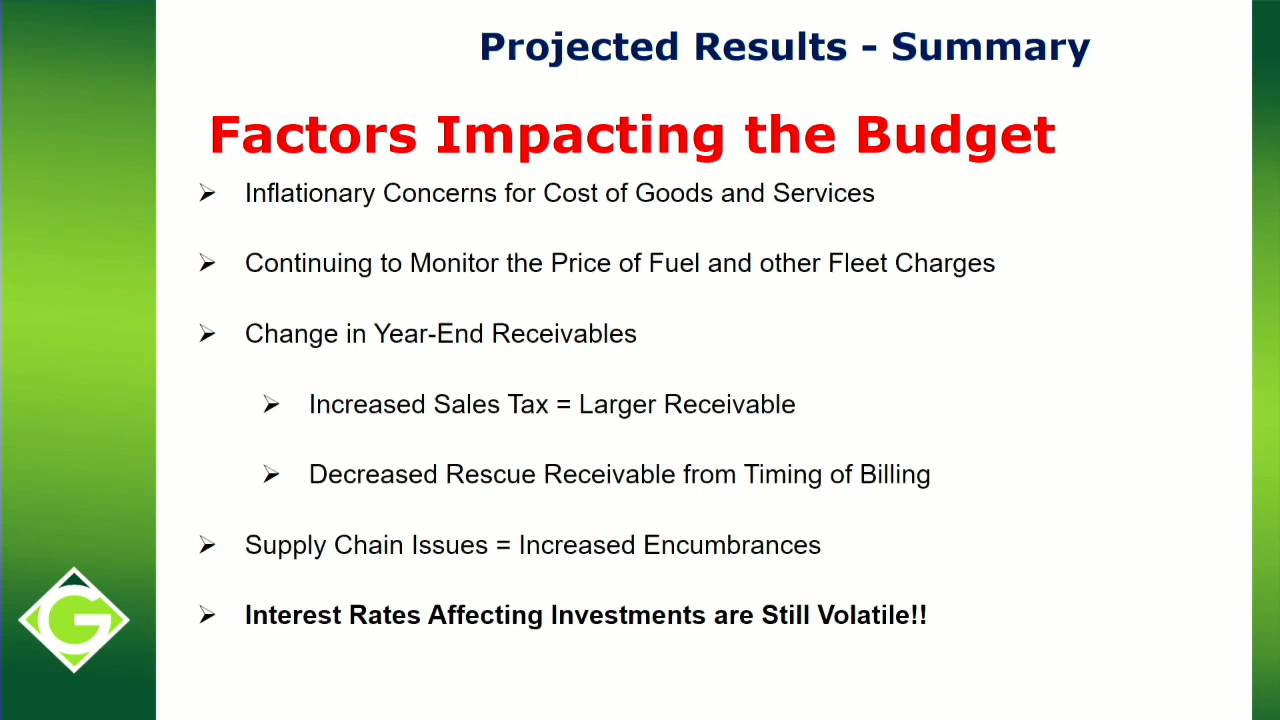 Projected Results - Summary
Factors Impacting the Budget
➢ Inflationary Concerns for Cost of Goods and Services
➢ Continuing to Monitor the Price of Fuel and other Fleet Charges
➢ Change in Year-End Receivables
➢ Increased Sales Tax = Larger Receivable
➢ Decreased Rescue Receivable from Timing of Billing
➢ Supply Chain Issues = Increased Encumbrances
➢ Interest Rates Affecting Investments are Still Volatile!!
G